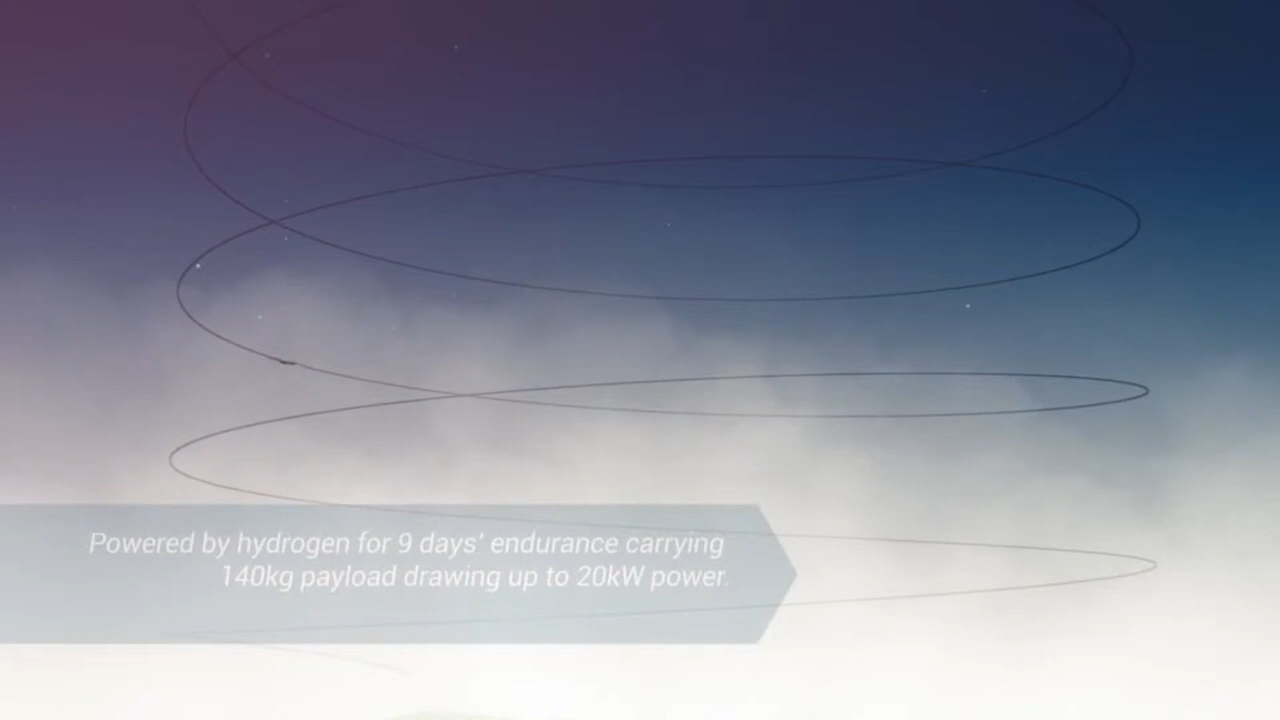 Powered by hydrogen for 9 days' endurance carrying
140kg payload drawing up to 20kW power.